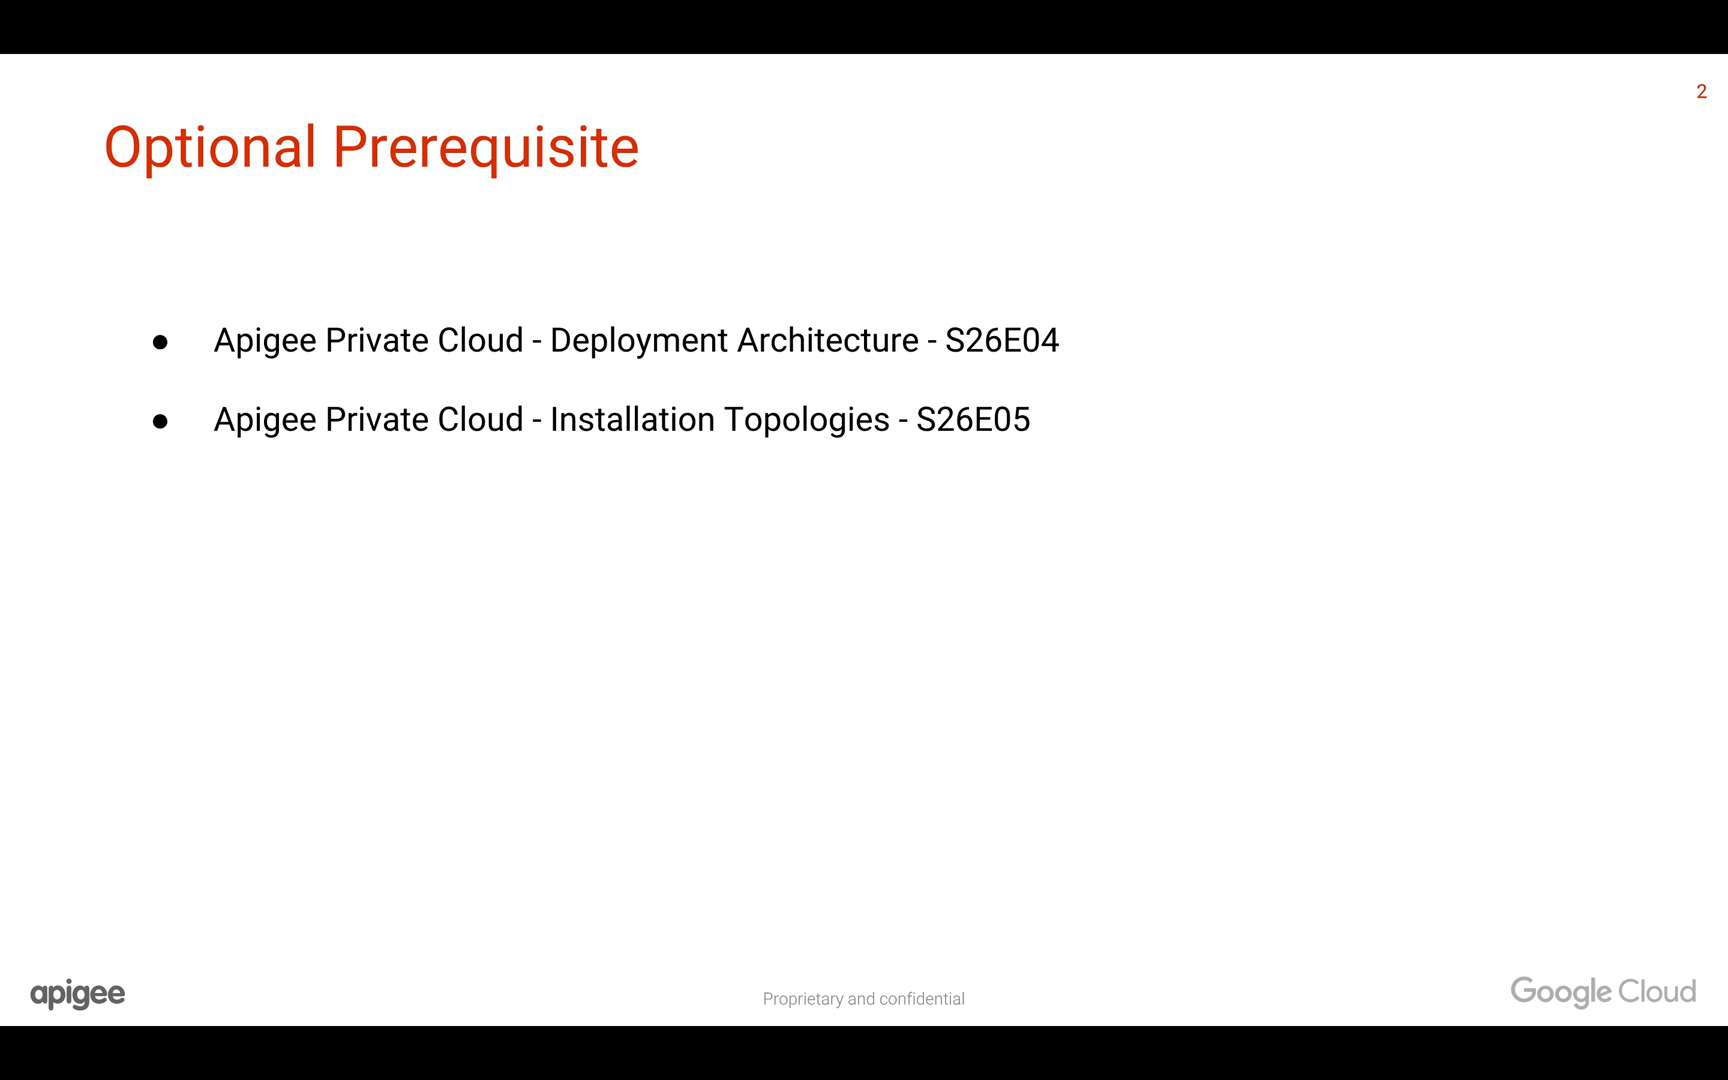 2
Optional Prerequisite
● Apigee Private Cloud - Deployment Architecture - S26E04
● Apigee Private Cloud - Installation Topologies - S26E05
apigee
Proprietary and confidential
Google Cloud